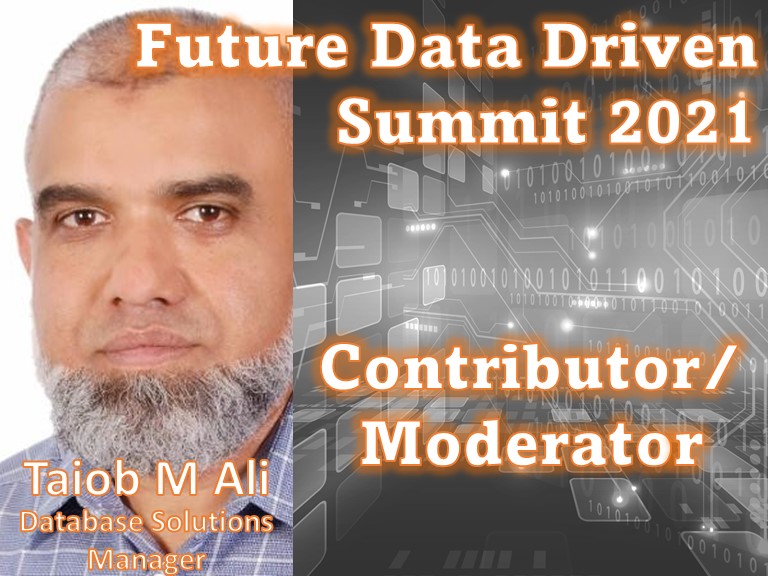 Future Data Driven
Summit 2021
Contributor/
Moderator
Taiob M Ali
Database Solutions
Manager